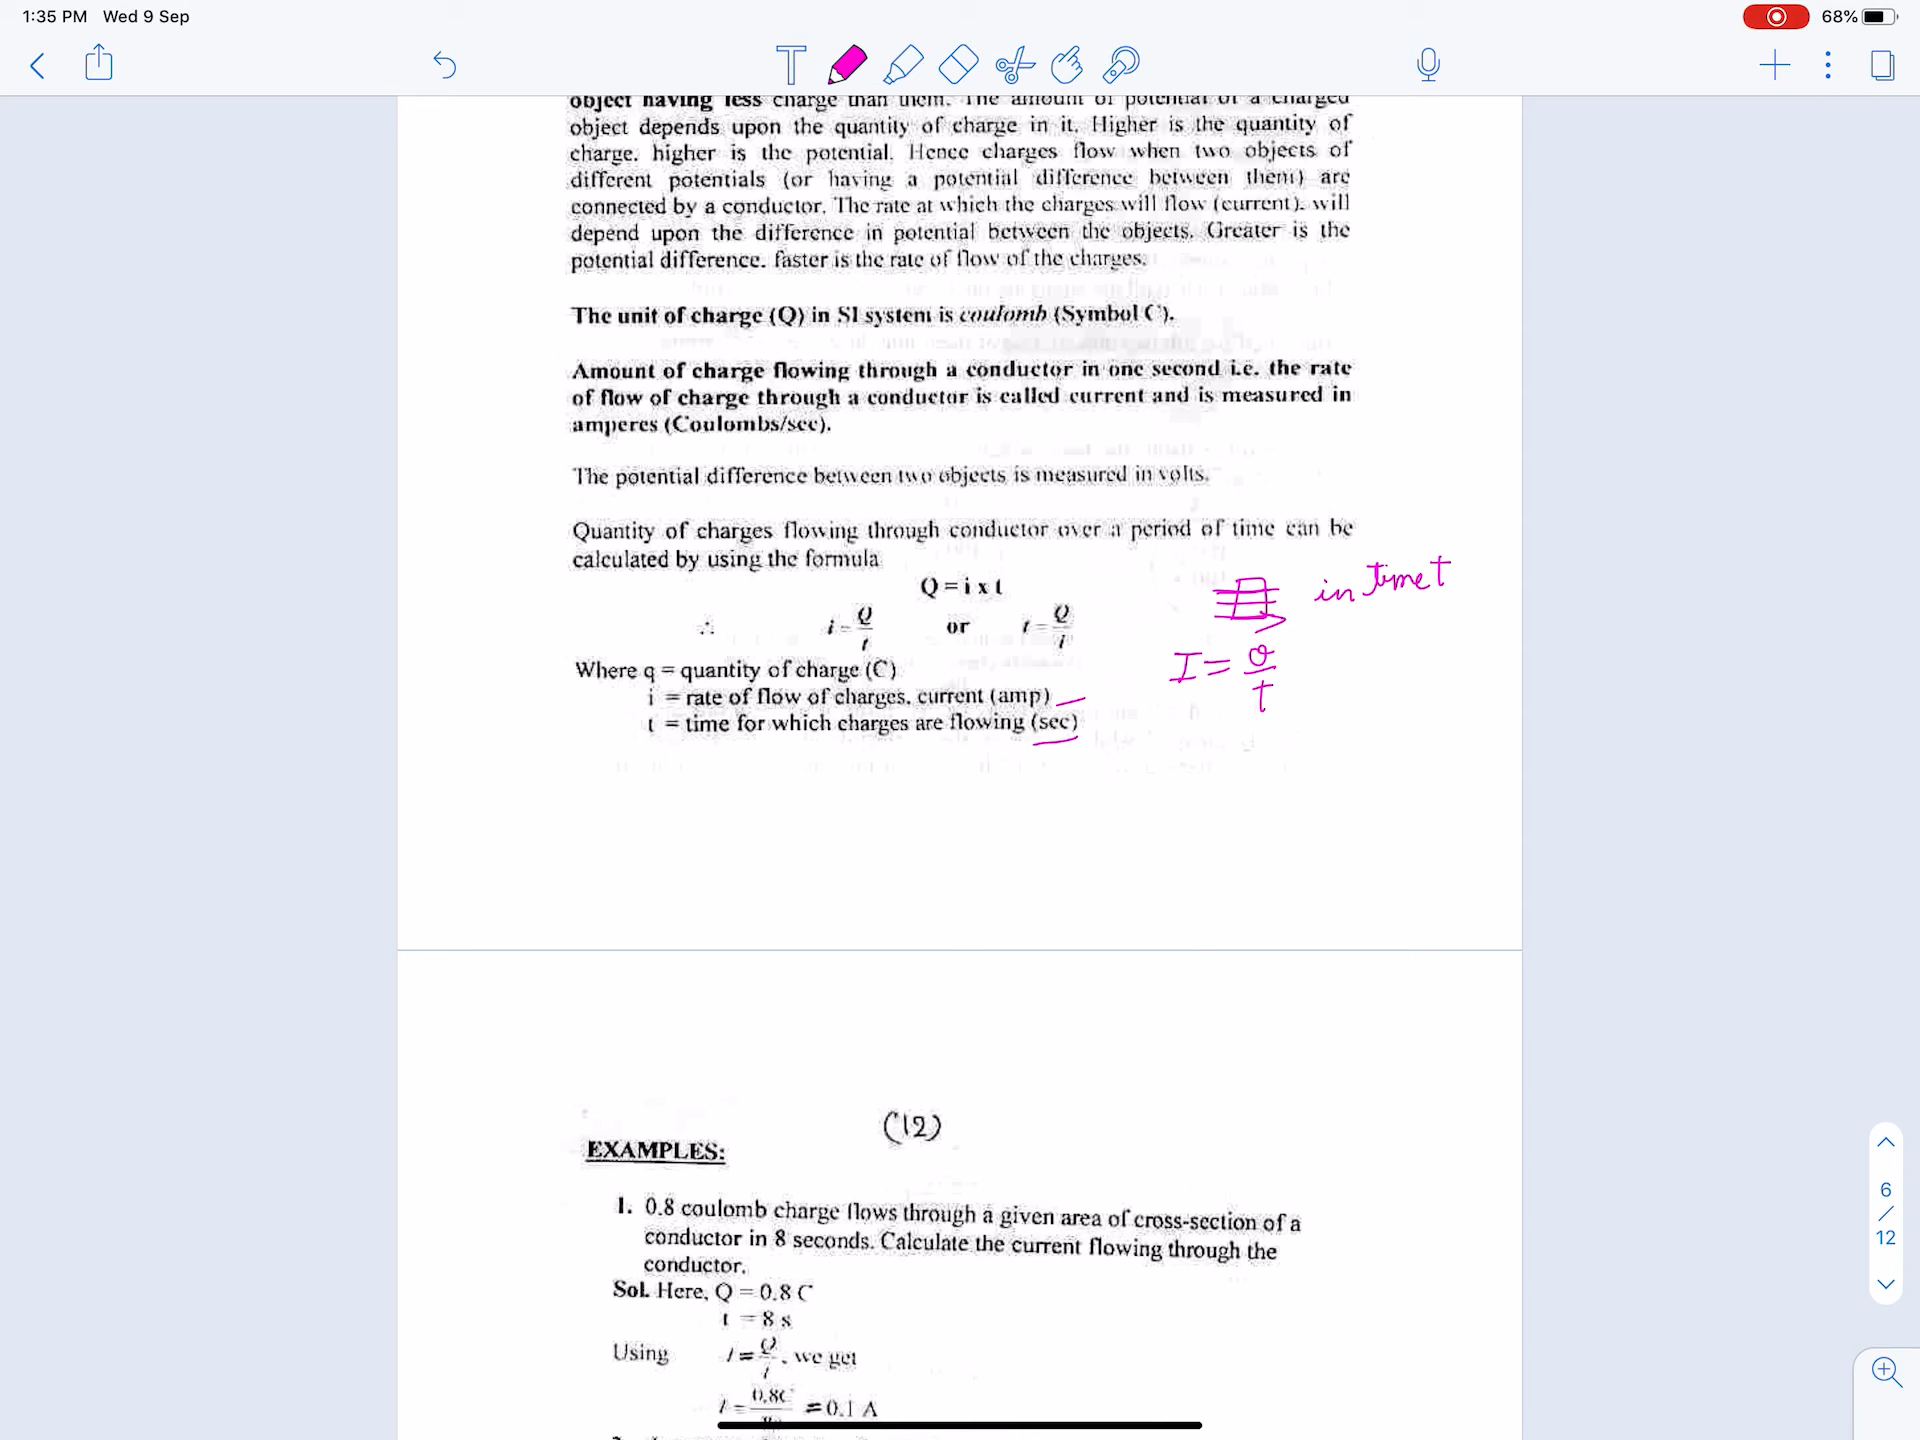 1:35 PM Wed 9 Sep
68%
object having less charge than them. The amount of potential of a charged
object depends upon the quantity of charge in it. Higher is the quantity of
charge. higher is the potential. Hence charges flow when two objects of
different potentials (or having a potential difference between them) are
connected by a conductor. The rate at which the charges will flow (current). will
depend upon the difference in potential between the objects. Greater is the
potential difference. faster is the rate of flow of the charges.
The unit of charge (Q) in SI system is coulomb (Symbol C).
Amount of charge flowing through a conductor in one second i.e. the rate
of flow of charge through a conductor is called current and is measured in
amperes (Coulombs/sec).
The potential difference between two objects is measured in volts.
Quantity of charges flowing through conductor over a period of time can be
calculated by using the formula
Q = i x t
∴ i = Q/t or t = Q/i
in time t
I = Q/t
Where q = quantity of charge (C)
i = rate of flow of charges. current (amp)
t = time for which charges are flowing (sec)
(12)
EXAMPLES:
1. 0.8 coulomb charge flows through a given area of cross-section of a
conductor in 8 seconds. Calculate the current flowing through the
conductor.
Sol. Here, Q = 0.8 C
t = 8 s
Using I = Q/t . we get
I = 0.8C/8s = 0.1 A
6
/
12